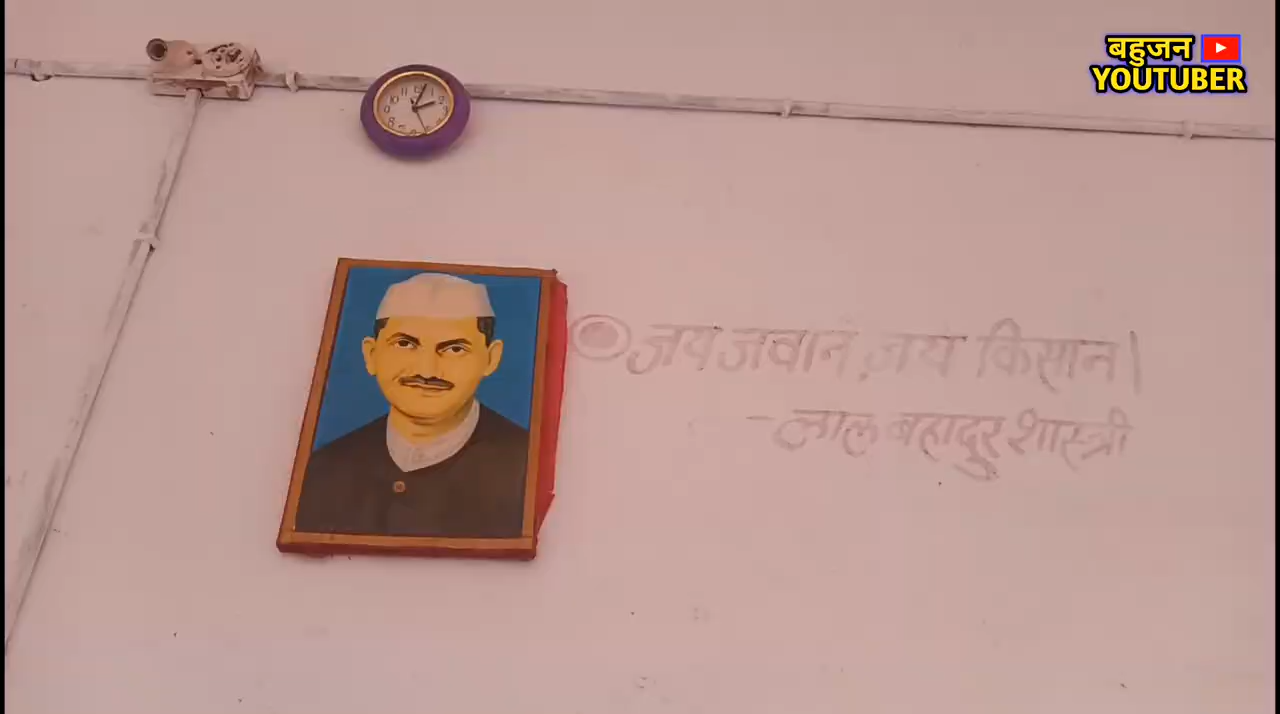 बहुजन
YOUTUBER
जय जवान, जय किसान।
- लाल बहादुर शास्त्री